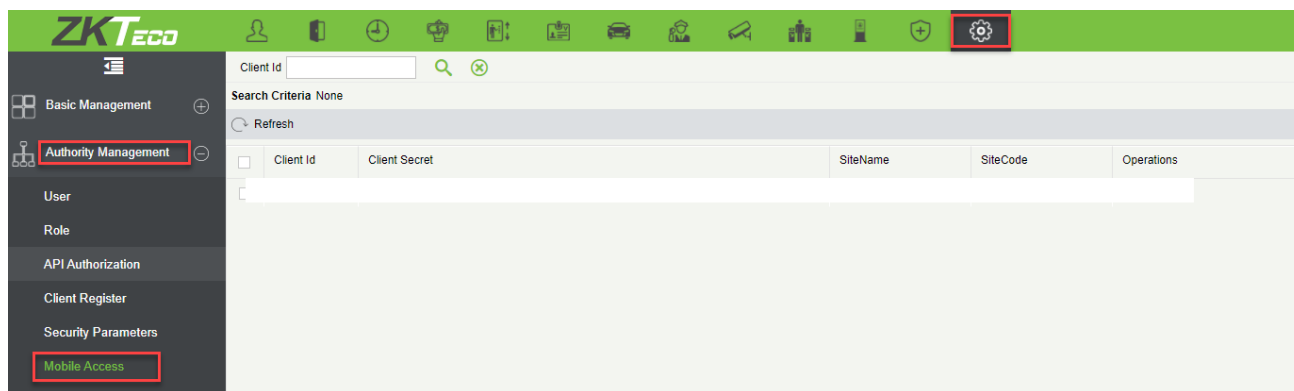 ZKTeco
Client Id
Search Criteria None
Basic Management
Refresh
Authority Management
Client Id Client Secret SiteName SiteCode Operations
User
Role
API Authorization
Client Register
Security Parameters
Mobile Access